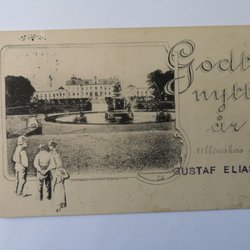 Godt
nytt
år
tillönskas
GUSTAF ELIA